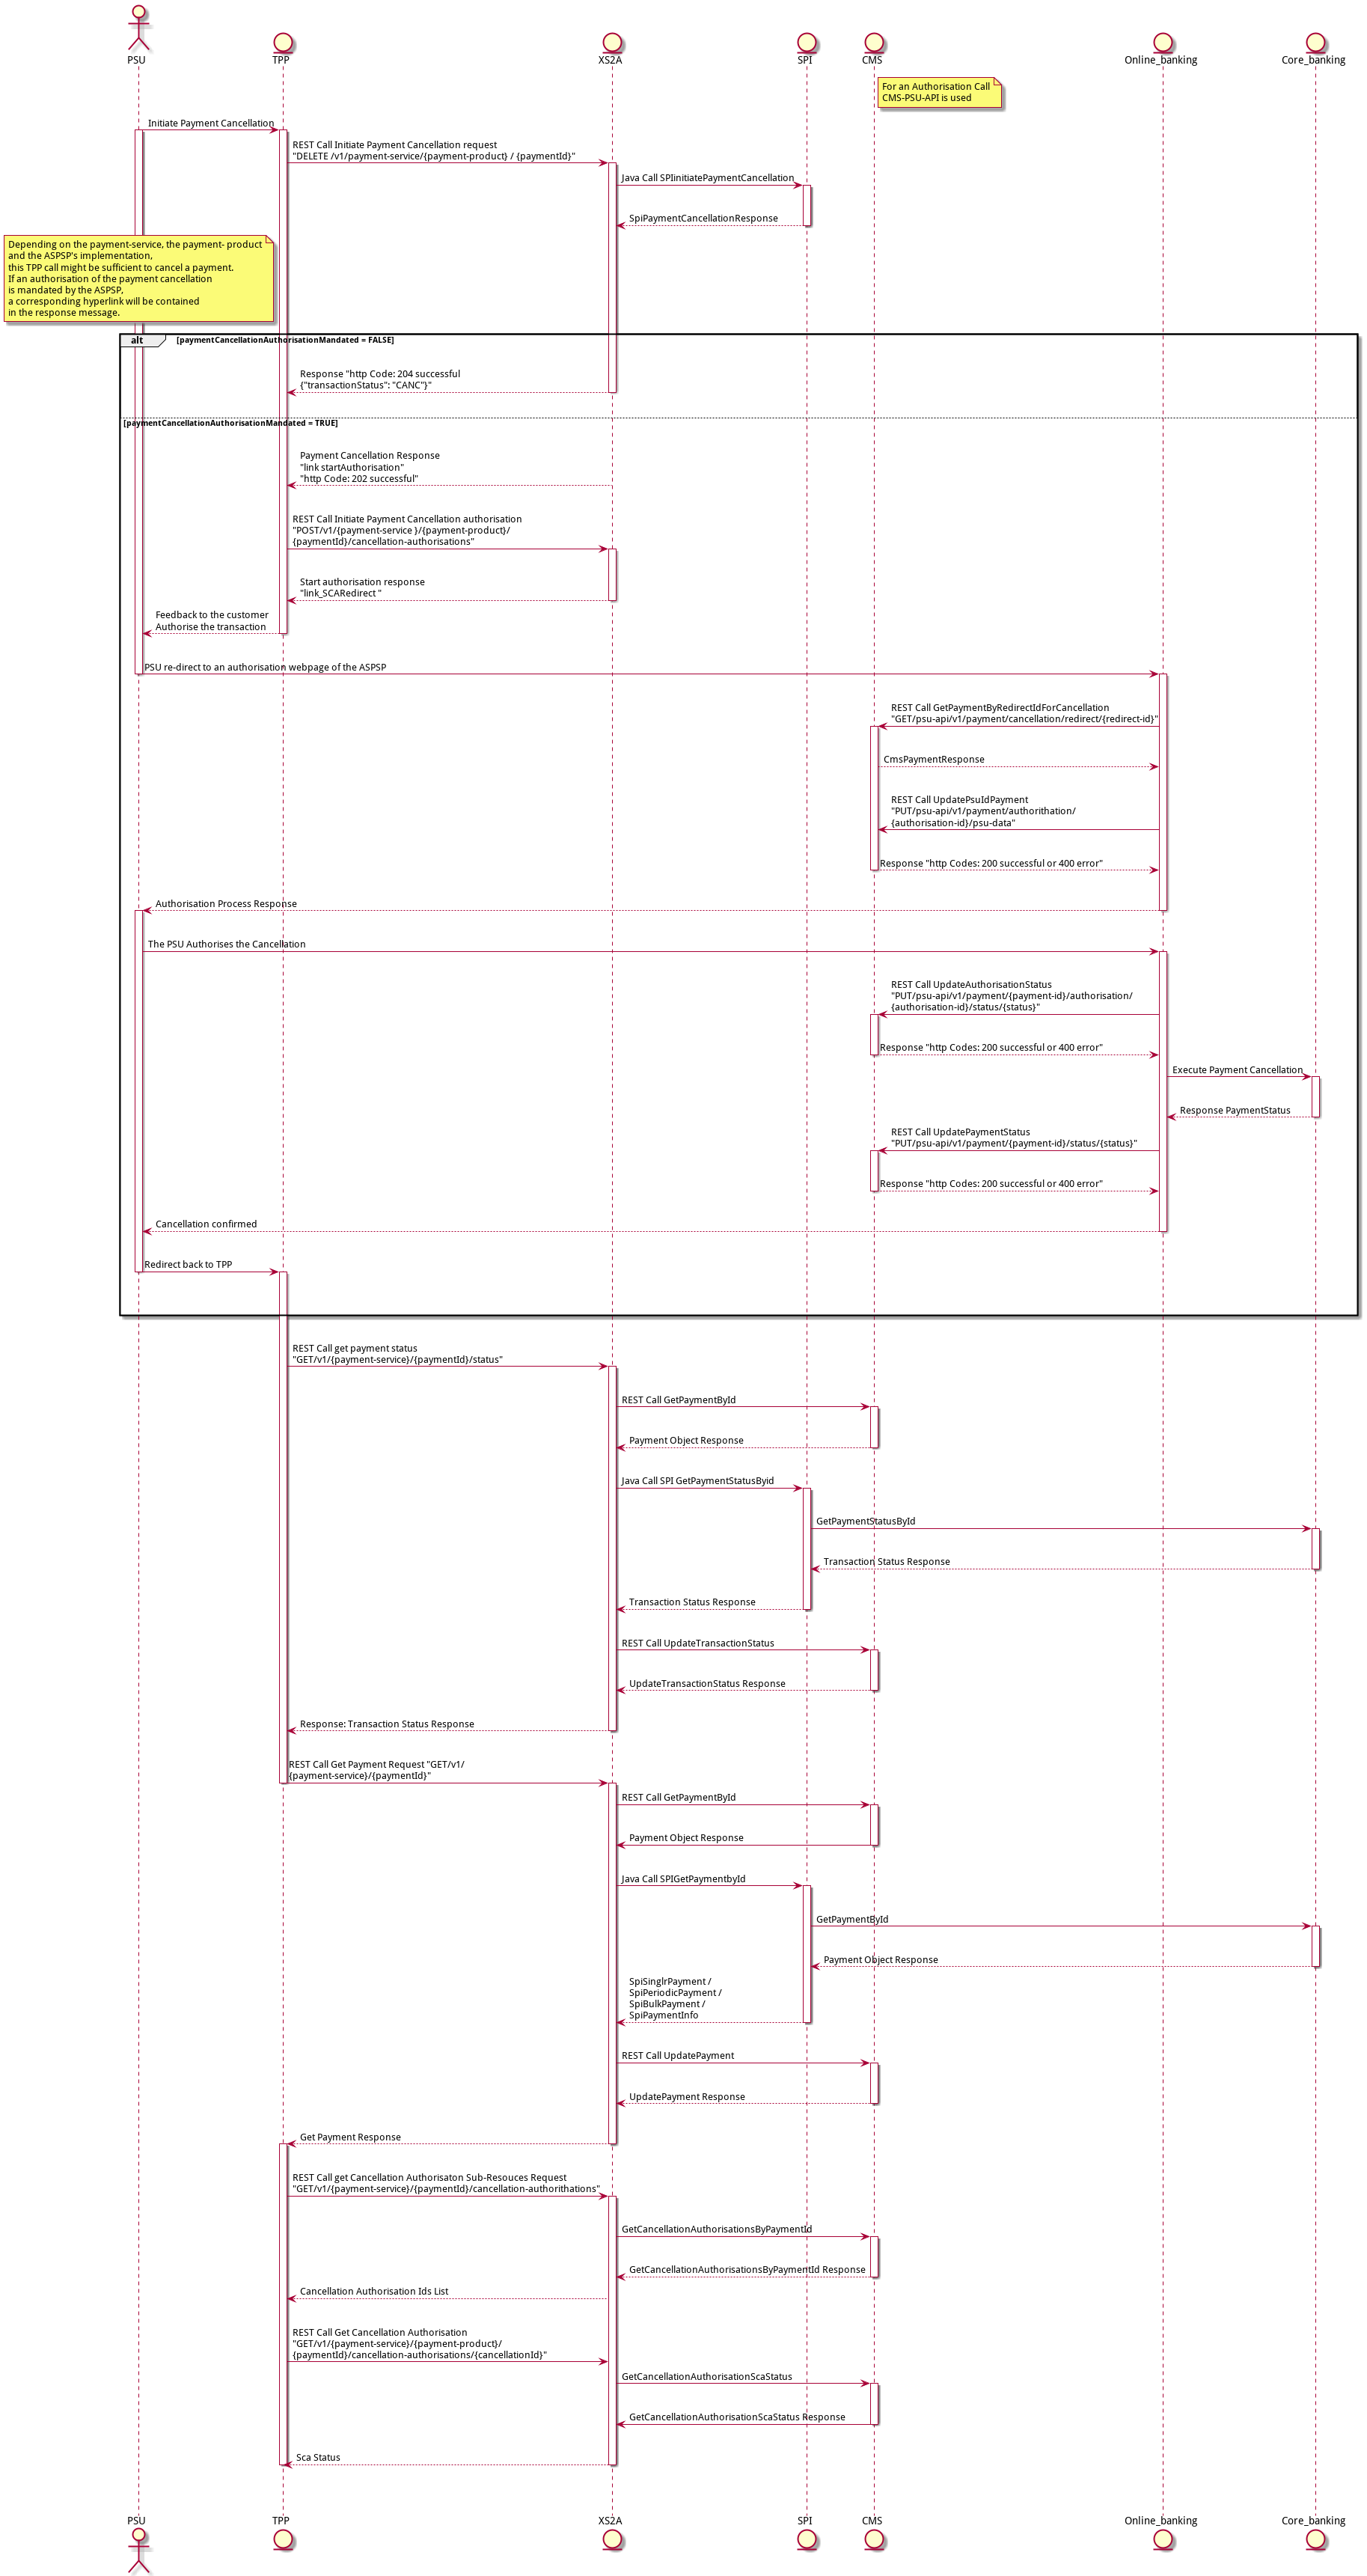 PSU
TPP
XS2A
SPI
CMS
Online_banking
Core_banking
For an Authorisation Call
CMS-PSU-API is used
Initiate Payment Cancellation
REST Call Initiate Payment Cancellation request
"DELETE /v1/payment-service/{payment-product} / {paymentId}"
Java Call SPIinitiatePaymentCancellation
SpiPaymentCancellationResponse
Depending on the payment-service, the payment- product
and the ASPSP's implementation,
this TPP call might be sufficient to cancel a payment.
If an authorisation of the payment cancellation
is mandated by the ASPSP,
a corresponding hyperlink will be contained
in the response message.
alt
[paymentCancellationAuthorisationMandated = FALSE]
Response "http Code: 204 successful
{"transactionStatus": "CANC"}"
[paymentCancellationAuthorisationMandated = TRUE]
Payment Cancellation Response
"link startAuthorisation"
"http Code: 202 successful"
REST Call Initiate Payment Cancellation authorisation
"POST/v1/{payment-service }/{payment-product}/
{paymentId}/cancellation-authorisations"
Start authorisation response
"link_SCARedirect "
Feedback to the customer
Authorise the transaction
PSU re-direct to an authorisation webpage of the ASPSP
REST Call GetPaymentByRedirectIdForCancellation
"GET/psu-api/v1/payment/cancellation/redirect/{redirect-id}"
CmsPaymentResponse
REST Call UpdatePsuIdPayment
"PUT/psu-api/v1/payment/authorithation/
{authorisation-id}/psu-data"
Response "http Codes: 200 successful or 400 error"
Authorisation Process Response
The PSU Authorises the Cancellation
REST Call UpdateAuthorisationStatus
"PUT/psu-api/v1/payment/{payment-id}/authorisation/
{authorisation-id}/status/{status}"
Response "http Codes: 200 successful or 400 error"
Execute Payment Cancellation
Response PaymentStatus
REST Call UpdatePaymentStatus
"PUT/psu-api/v1/payment/{payment-id}/status/{status}"
Response "http Codes: 200 successful or 400 error"
Cancellation confirmed
Redirect back to TPP
REST Call get payment status
"GET/v1/{payment-service}/{paymentId}/status"
REST Call GetPaymentById
Payment Object Response
Java Call SPI GetPaymentStatusByid
GetPaymentStatusById
Transaction Status Response
Transaction Status Response
REST Call UpdateTransactionStatus
UpdateTransactionStatus Response
Response: Transaction Status Response
REST Call Get Payment Request "GET/v1/
{payment-service}/{paymentId}"
REST Call GetPaymentById
Payment Object Response
Java Call SPIGetPaymentbyId
GetPaymentById
Payment Object Response
SpiSinglrPayment /
SpiPeriodicPayment /
SpiBulkPayment /
SpiPaymentInfo
REST Call UpdatePayment
UpdatePayment Response
Get Payment Response
REST Call get Cancellation Authorisaton Sub-Resouces Request
"GET/v1/{payment-service}/{paymentId}/cancellation-authorithations"
GetCancellationAuthorisationsByPaymentId
GetCancellationAuthorisationsByPaymentId Response
Cancellation Authorisation Ids List
REST Call Get Cancellation Authorisation
"GET/v1/{payment-service}/{payment-product}/
{paymentId}/cancellation-authorisations/{cancellationId}"
GetCancellationAuthorisationScaStatus
GetCancellationAuthorisationScaStatus Response
Sca Status
PSU
TPP
XS2A
SPI
CMS
Online_banking
Core_banking